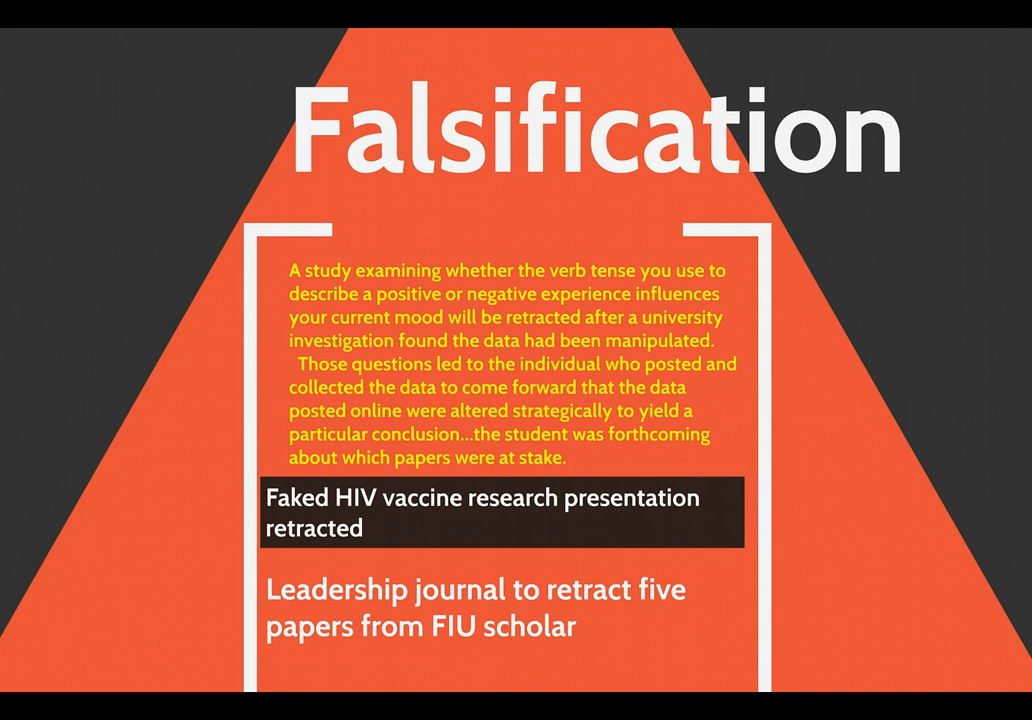 Falsification
A study examining whether the verb tense you use to
describe a positive or negative experience influences
your current mood will be retracted after a university
investigation found the data had been manipulated.
Those questions led to the individual who posted and
collected the data to come forward that the data
posted online were altered strategically to yield a
particular conclusion...the student was forthcoming
about which papers were at stake.
Faked HIV vaccine research presentation
retracted
Leadership journal to retract five
papers from FIU scholar